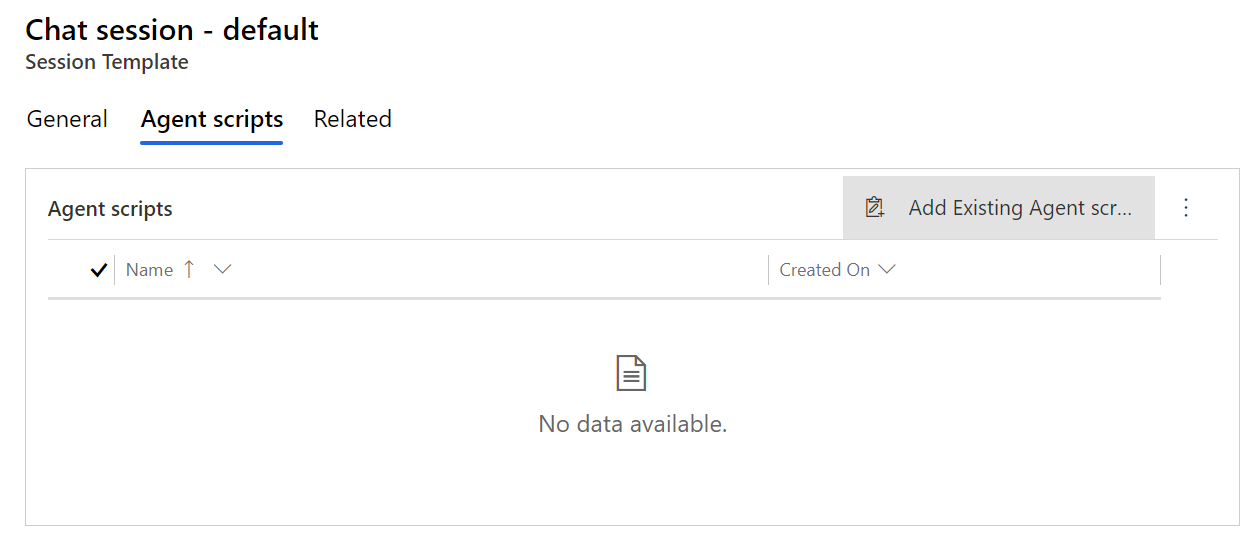 Chat session - default
Session Template
General Agent scripts Related
Agent scripts Add Existing Agent scr...
Name Created On
No data available.